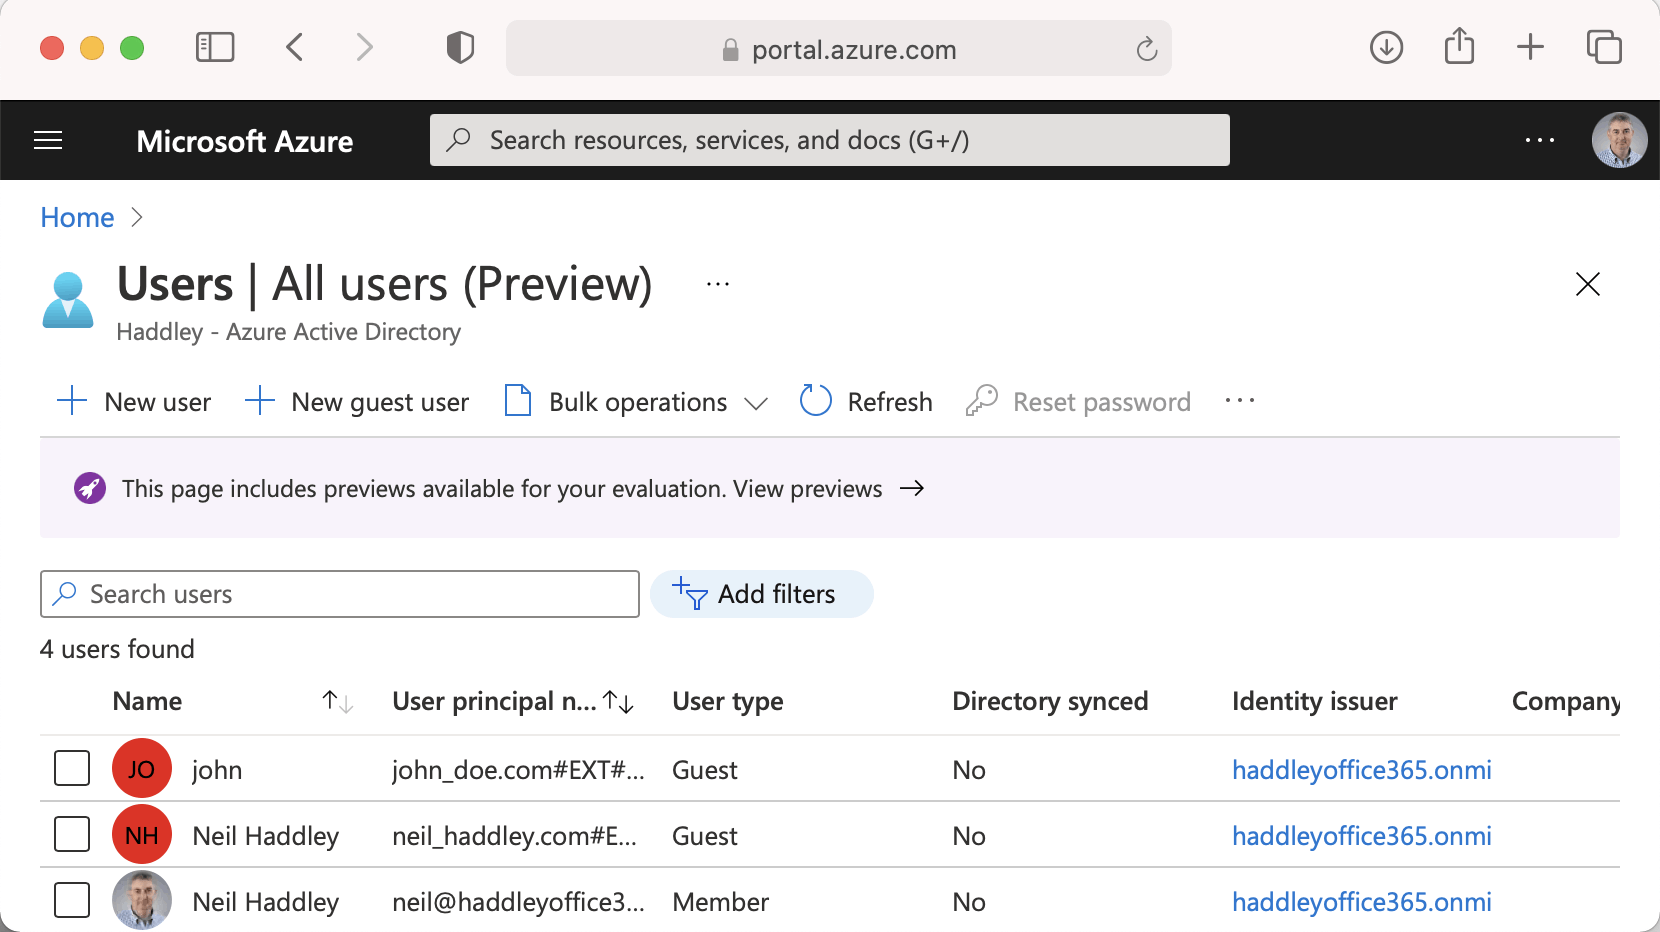 portal.azure.com
Microsoft Azure
Search resources, services, and docs (G+/)
...
Home >
Users | All users (Preview)
...
Haddley - Azure Active Directory
New user
New guest user
Bulk operations
Refresh
Reset password
...
This page includes previews available for your evaluation. View previews →
Search users
Add filters
4 users found
Name ↑↓ User principal n... ↑↓ User type Directory synced Identity issuer Company
JO john john_doe.com#EXT#... Guest No haddleyoffice365.onmi
NH Neil Haddley neil_haddley.com#E... Guest No haddleyoffice365.onmi
Neil Haddley neil@haddleyoffice3... Member No haddleyoffice365.onmi